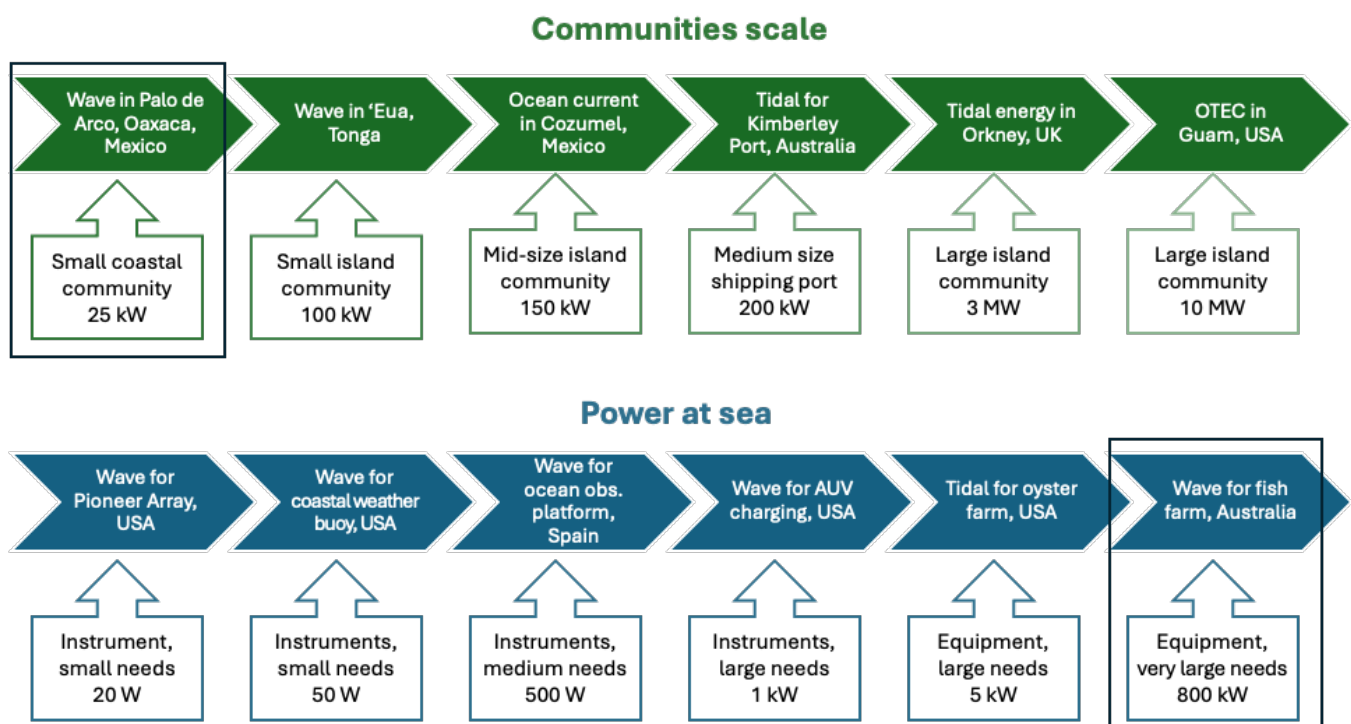 Communities scale
Wave in Palo de
Arco, Oaxaca,
Mexico
Wave in ‘Eua,
Tonga
Ocean current
in Cozumel,
Mexico
Tidal for
Kimberley
Port, Australia
Tidal energy in
Orkney, UK
OTEC in
Guam, USA
Small coastal
community
25 kW
Small island
community
100 kW
Mid-size island
community
150 kW
Medium size
shipping port
200 kW
Large island
community
3 MW
Large island
community
10 MW
Power at sea
Wave for
Pioneer Array,
USA
Wave for
coastal weather
buoy, USA
Wave for
ocean obs.
platform,
Spain
Wave for AUV
charging, USA
Tidal for oyster
farm, USA
Wave for fish
farm, Australia
Instrument,
small needs
20 W
Instruments,
small needs
50 W
Instruments,
medium needs
500 W
Instruments,
large needs
1 kW
Equipment,
large needs
5 kW
Equipment,
very large needs
800 kW